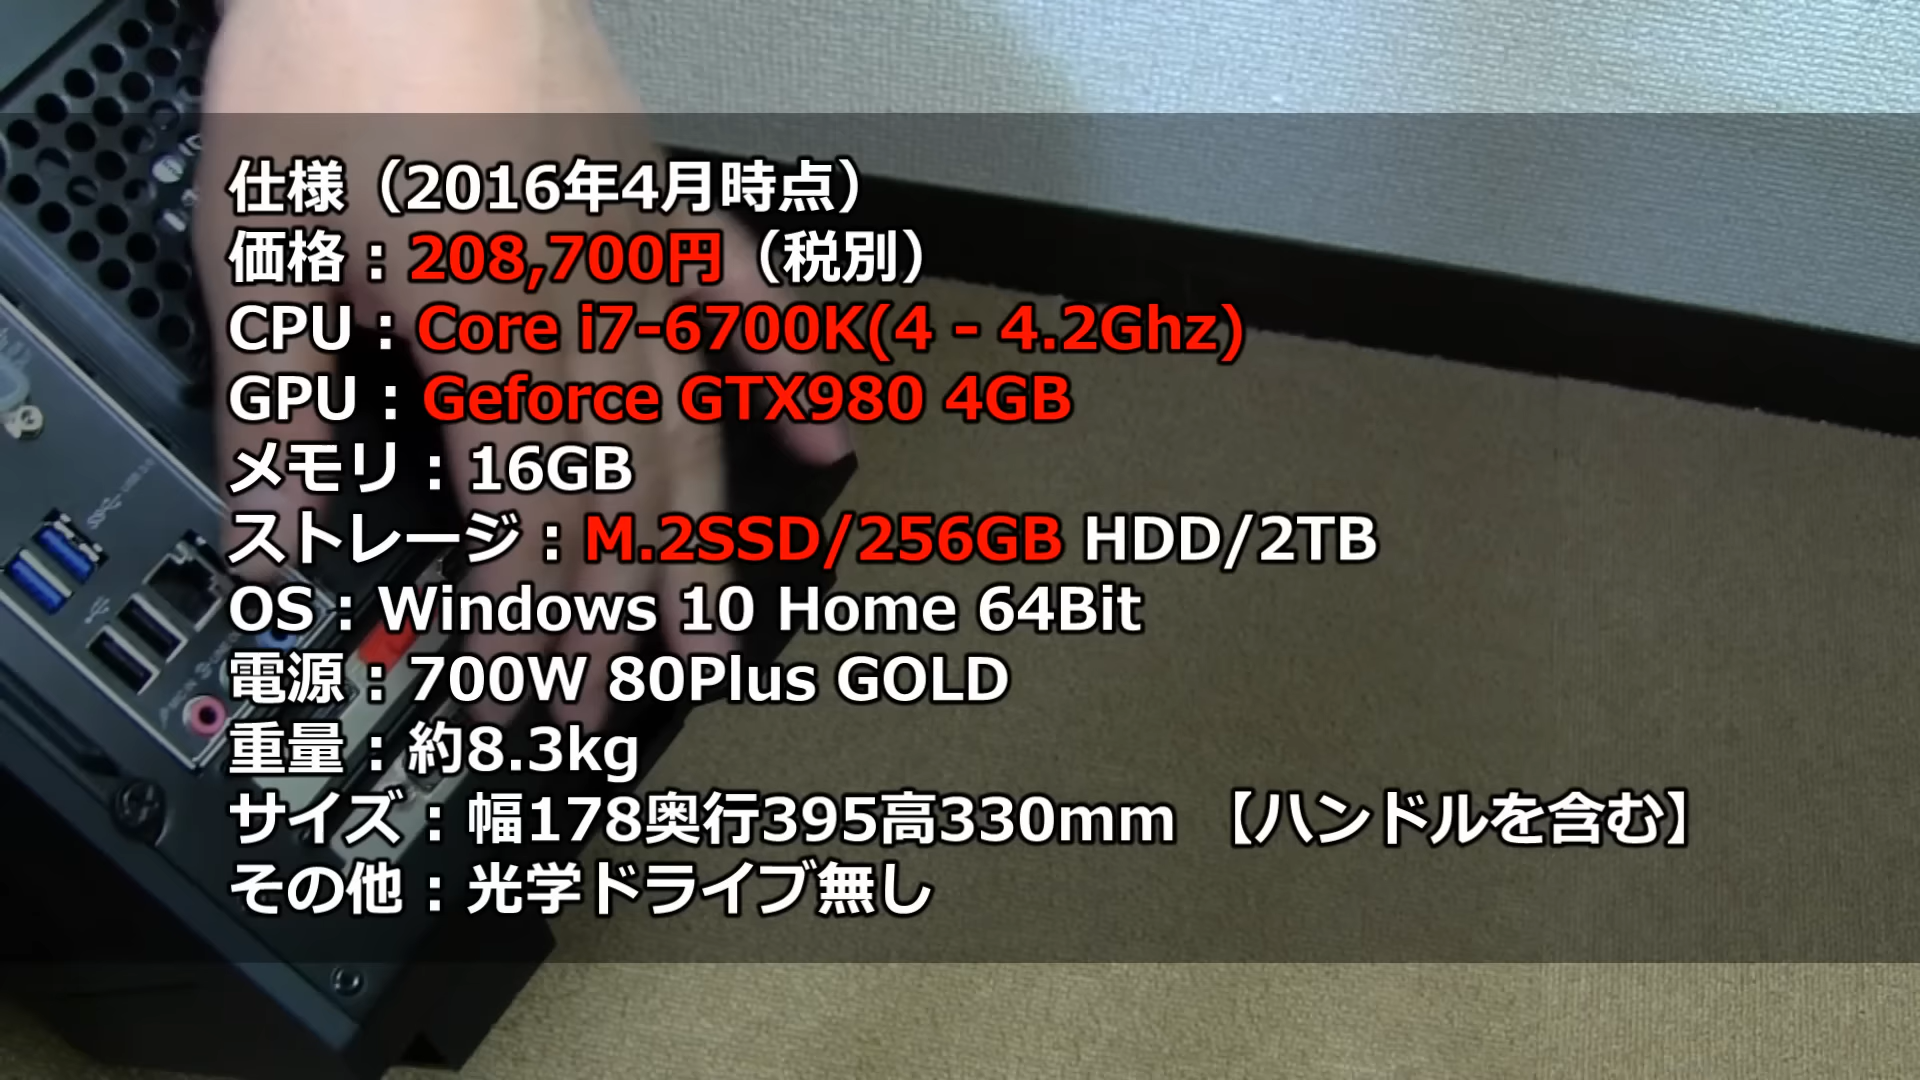 仕様（2016年4月時点）
価格：208,700円（税別）
CPU：Core i7-6700K(4 - 4.2Ghz)
GPU：Geforce GTX980 4GB
メモリ：16GB
ストレージ：M.2SSD/256GB HDD/2TB
OS：Windows 10 Home 64Bit
電源：700W 80Plus GOLD
重量：約8.3kg
サイズ：幅178奥行395高330mm 【ハンドルを含む】
その他：光学ドライブ無し